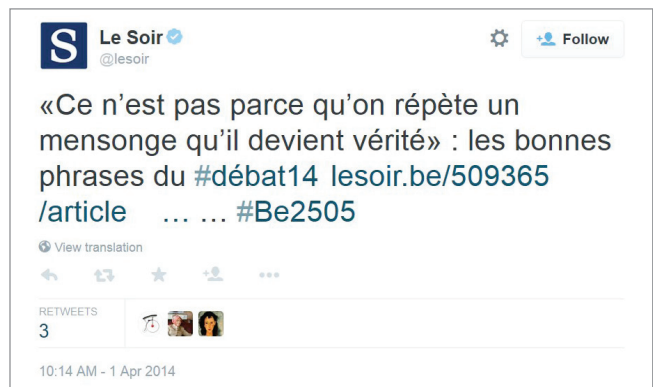 S
Le Soir
@lesoir
Follow
«Ce n’est pas parce qu’on répète un
mensonge qu’il devient vérité» : les bonnes
phrases du #débat14 lesoir.be/509365
/article … … #Be2505
View translation
RETWEETS
3
10:14 AM - 1 Apr 2014